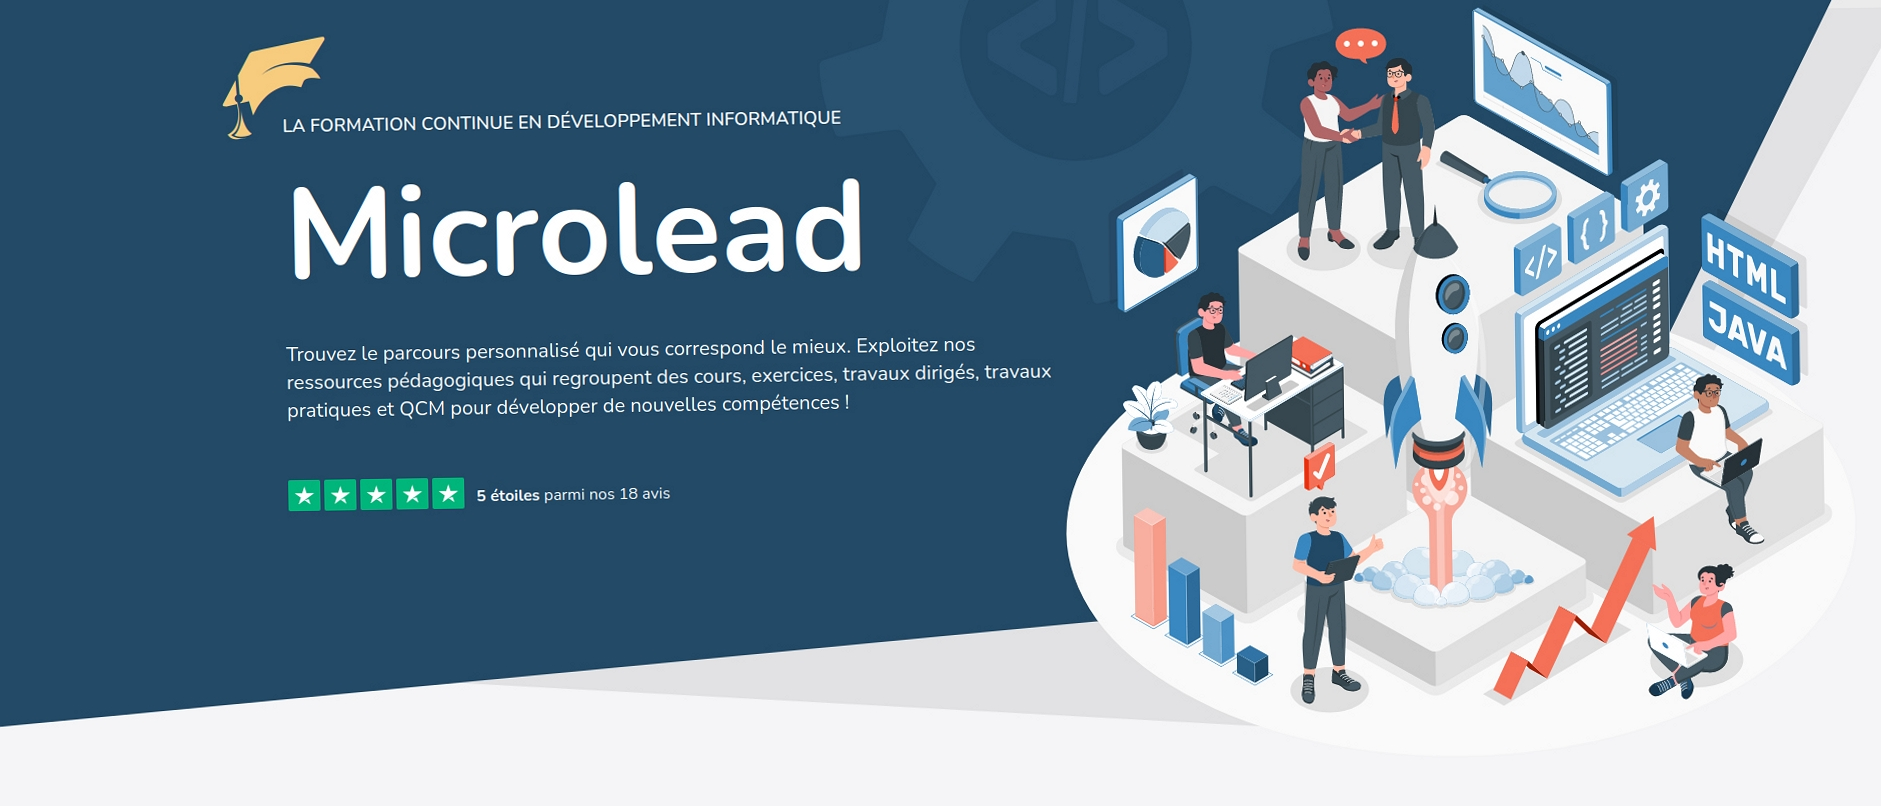 LA FORMATION CONTINUE EN DÉVELOPPEMENT INFORMATIQUE
Microlead
Trouvez le parcours personnalisé qui vous correspond le mieux. Exploitez nos
ressources pédagogiques qui regroupent des cours, exercices, travaux dirigés, travaux
pratiques et QCM pour développer de nouvelles compétences !
5 étoiles parmi nos 18 avis
</>
{ }
HTML
JAVA